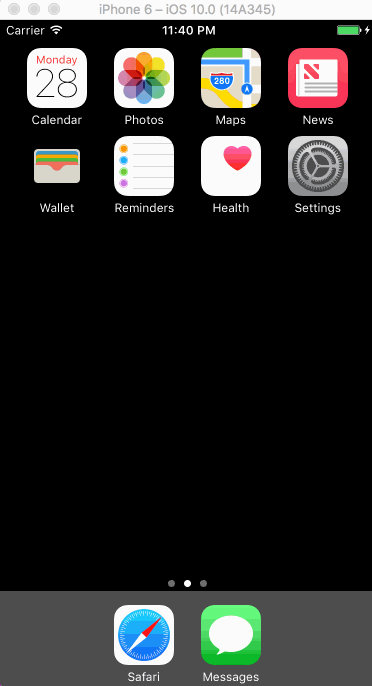 iPhone 6 – iOS 10.0 (14A345)
Carrier 11:40 PM
Monday
28
280
Calendar Photos Maps News
Wallet Reminders Health Settings
Safari Messages